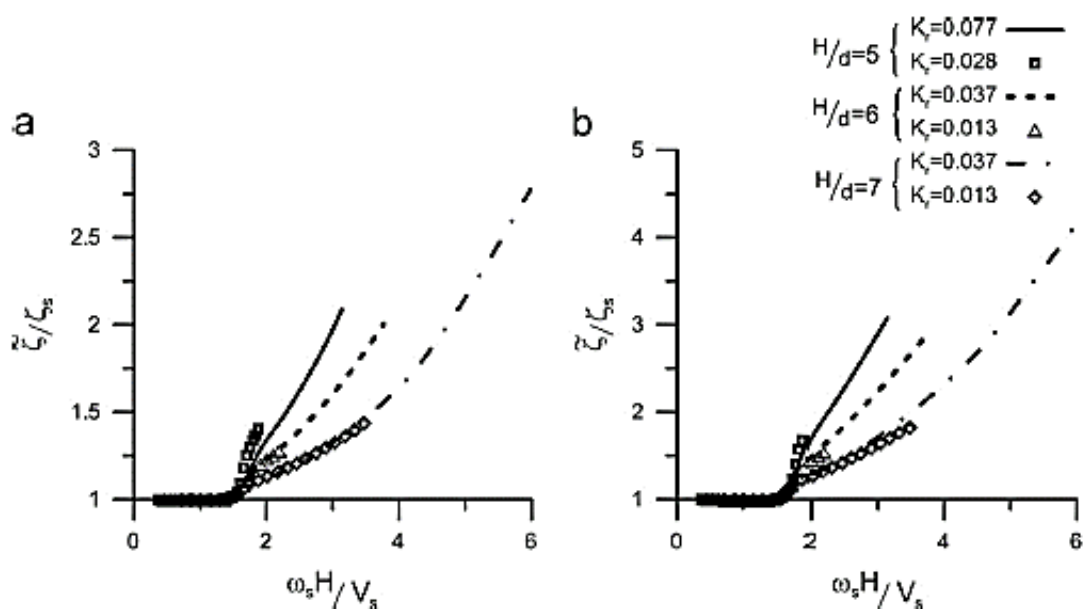 H/d=5 { Kr=0.077
Kr=0.028
H/d=6 { Kr=0.037
Kr=0.013
H/d=7 { Kr=0.037
Kr=0.013
a
3
2.5
2
1.5
1
ζ̃/ζs
0 2 4 6
ωsH/Vs
b
5
4
3
2
1
ζ̃/ζs
0 2 4 6
ωsH/Vs